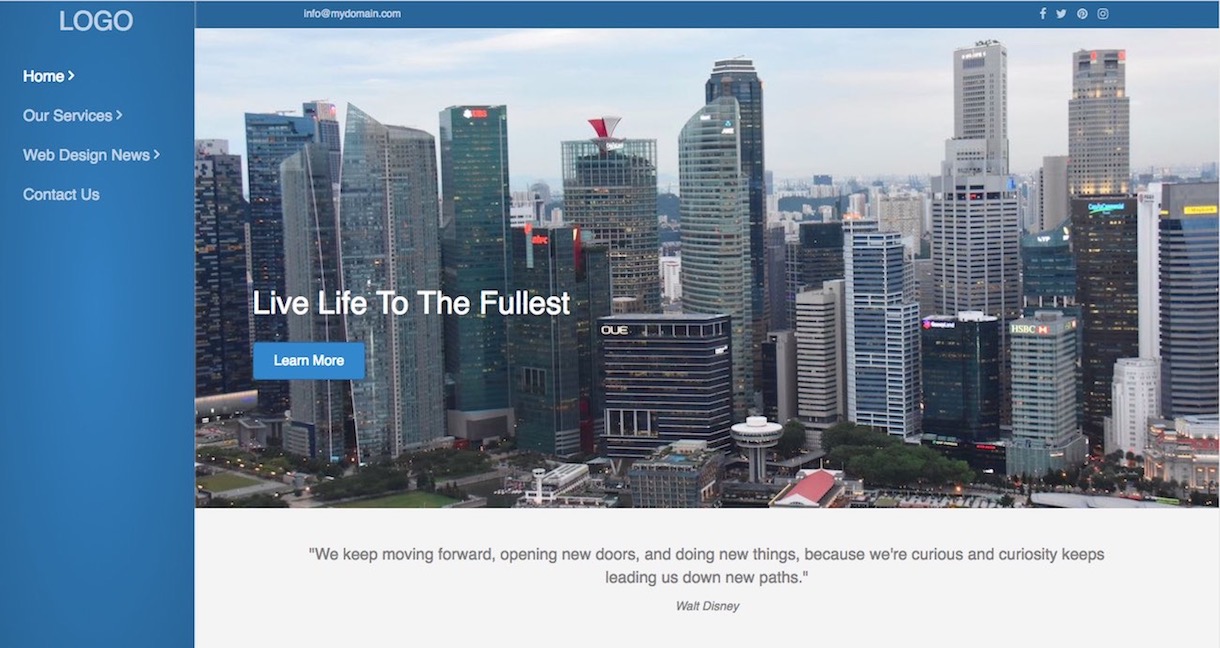 LOGO
info@mydomain.com
Home
Our Services
Web Design News
Contact Us
Live Life To The Fullest
Learn More
OUE
HSBC
"We keep moving forward, opening new doors, and doing new things, because we're curious and curiosity keeps
leading us down new paths."
Walt Disney